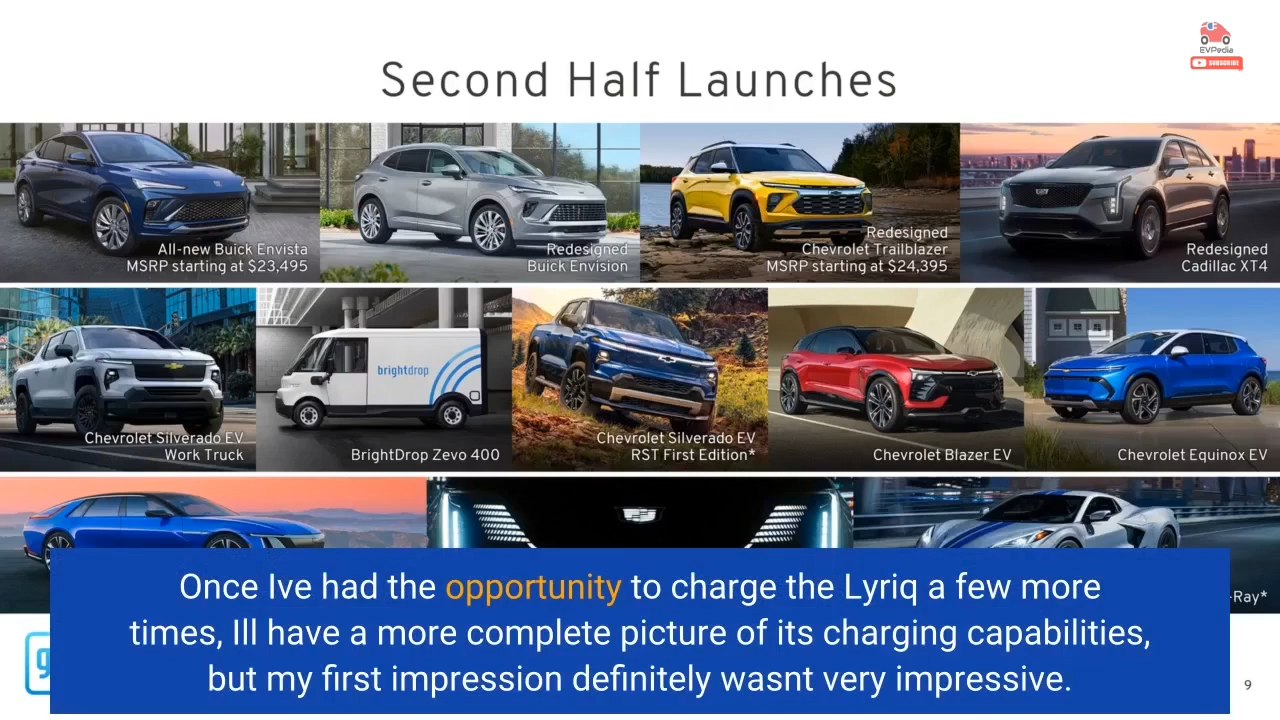 EVPedia
SUBSCRIBE
Second Half Launches
All-new Buick Envista
MSRP starting at $23,495
Redesigned
Buick Envision
Redesigned
Chevrolet Trailblazer
MSRP starting at $24,395
Redesigned
Cadillac XT4
Chevrolet Silverado EV
Work Truck
brightdrop
BrightDrop Zevo 400
Chevrolet Silverado EV
RST First Edition*
Chevrolet Blazer EV
Chevrolet Equinox EV
-Ray*
Once Ive had the opportunity to charge the Lyriq a few more
times, Ill have a more complete picture of its charging capabilities,
but my first impression definitely wasnt very impressive.
g
9